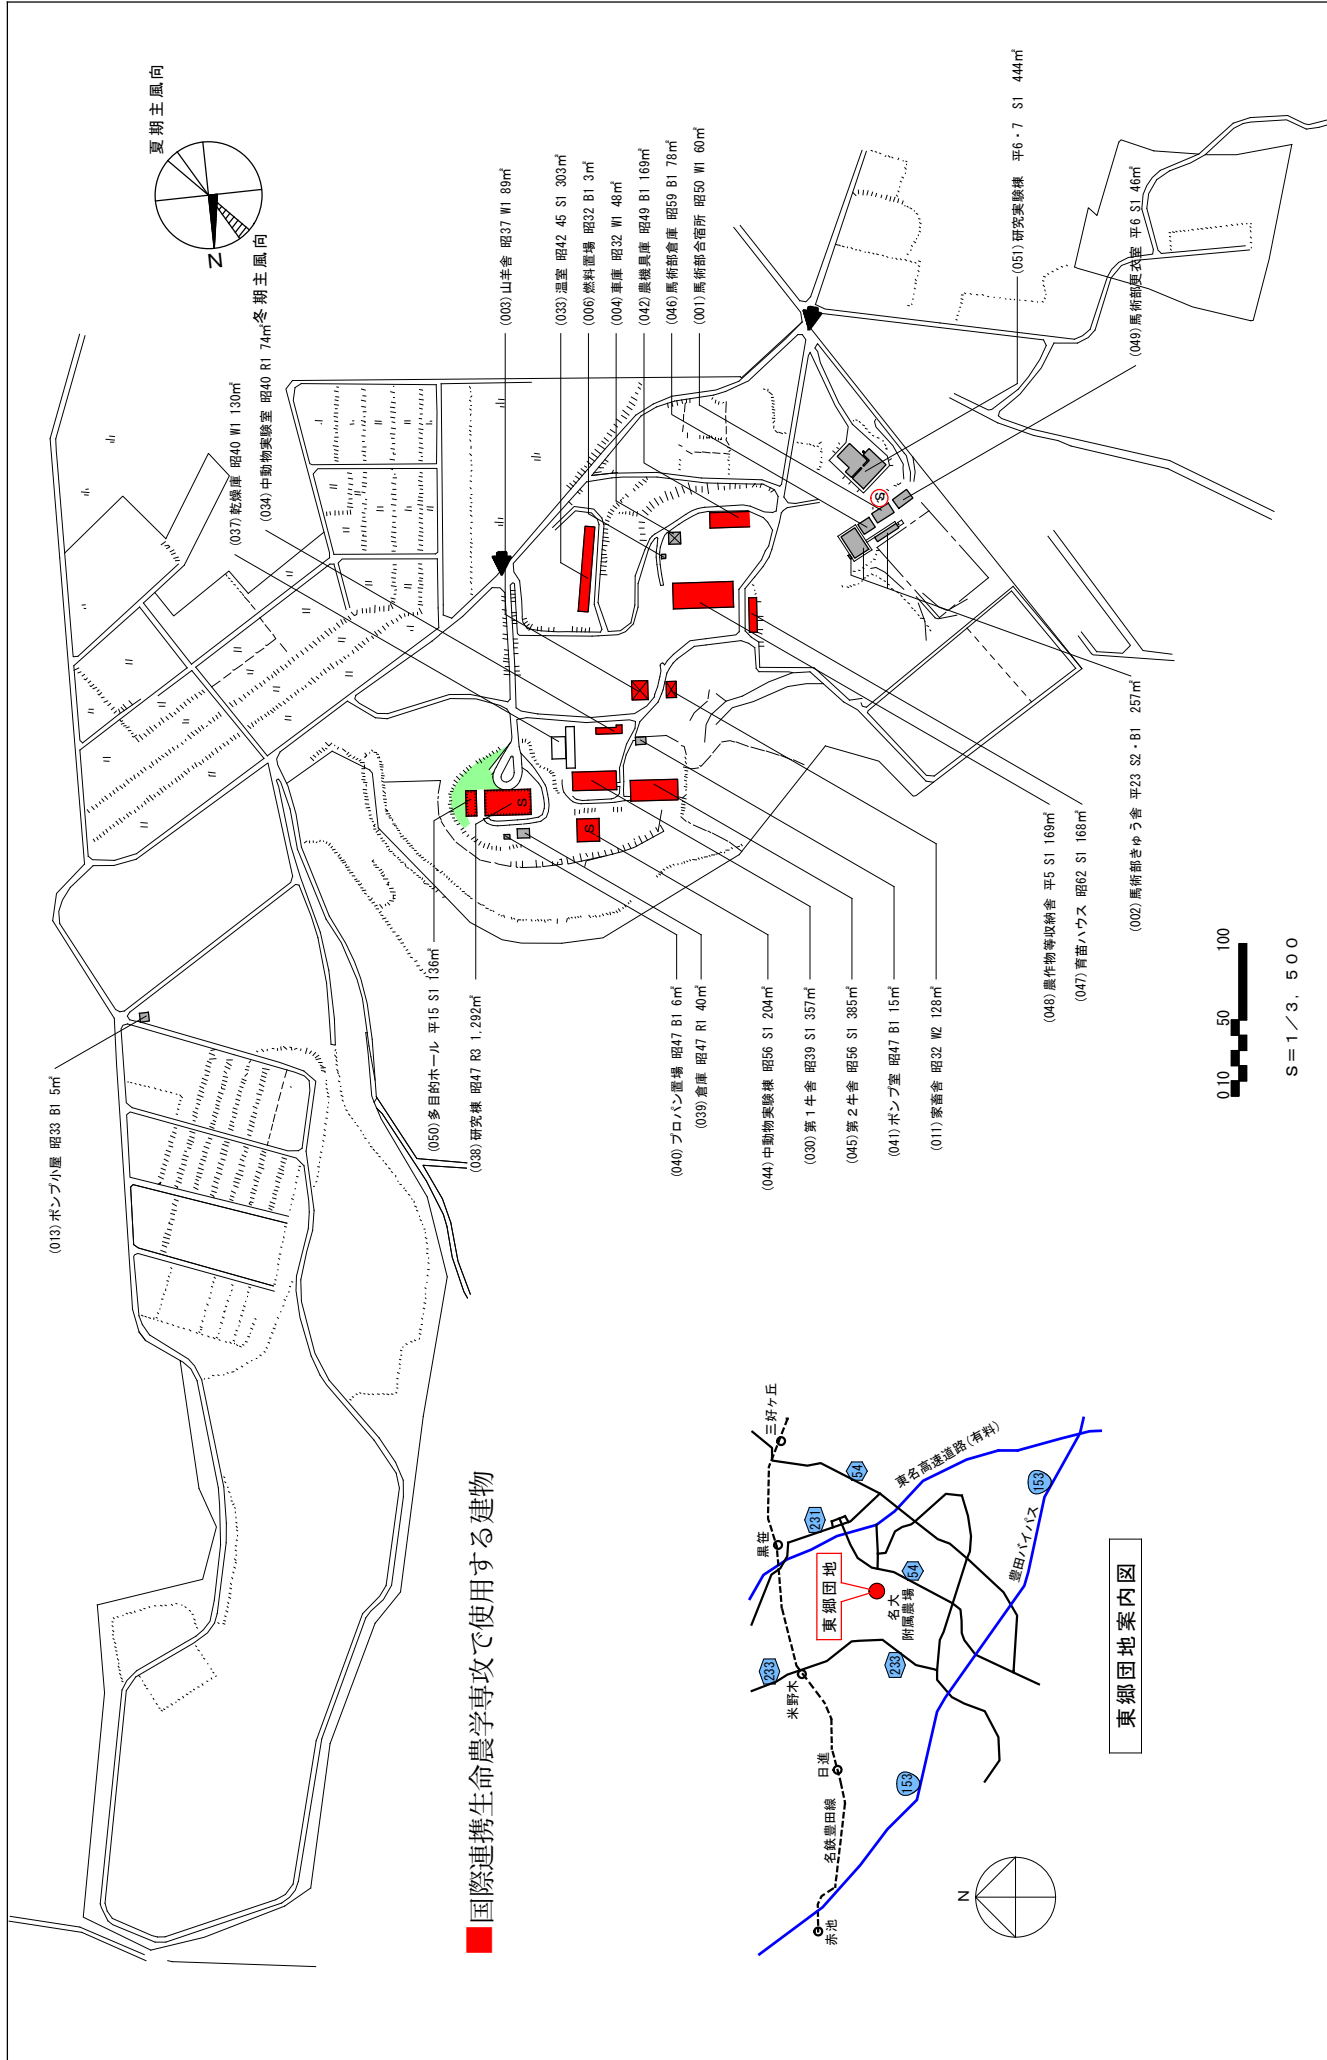 夏期主風向
N
冬期主風向
(037)乾燥庫 昭40 W1 130㎡
(034)中動物実験室 昭40 R1 74㎡
(003)山羊舎 昭37 W1 89㎡
(033)温室 昭42 45 S1 303㎡
(006)燃料置場 昭32 B1 3㎡
(004)車庫 昭32 W1 48㎡
(042)農機具庫 昭49 B1 169㎡
(046)馬術部倉庫 昭59 B1 78㎡
(001)馬術部合宿所 昭50 W1 60㎡
(051)研究実験棟 平6・7 S1 444㎡
(049)馬術部更衣室 平6 S1 46㎡
S
S
S
(013)ポンプ小屋 昭33 B1 5㎡
(050)多目的ホール 平15 S1 136㎡
(038)研究棟 昭47 R3 1,292㎡
(040)プロパン置場 昭47 B1 6㎡
(039)倉庫 昭47 R1 40㎡
(044)中動物実験棟 昭56 S1 204㎡
(030)第1牛舎 昭39 S1 357㎡
(045)第2牛舎 昭56 S1 385㎡
(041)ポンプ室 昭47 B1 15㎡
(011)家畜舎 昭32 W2 128㎡
(048)農作物等収納舎 平5 S1 169㎡
(047)育苗ハウス 昭62 S1 168㎡
(002)馬術部きゅう舎 平23 S2・B1 257㎡
0 10 50 100
S=1/3,500
国際連携生命農学専攻で使用する建物
三好ヶ丘
黒笹
米野木
日進
名鉄豊田線
赤池
54
231
東名高速道路(有料)
153
豊田バイパス
東郷団地
54
名大
附属農場
233
233
153
N
東郷団地案内図